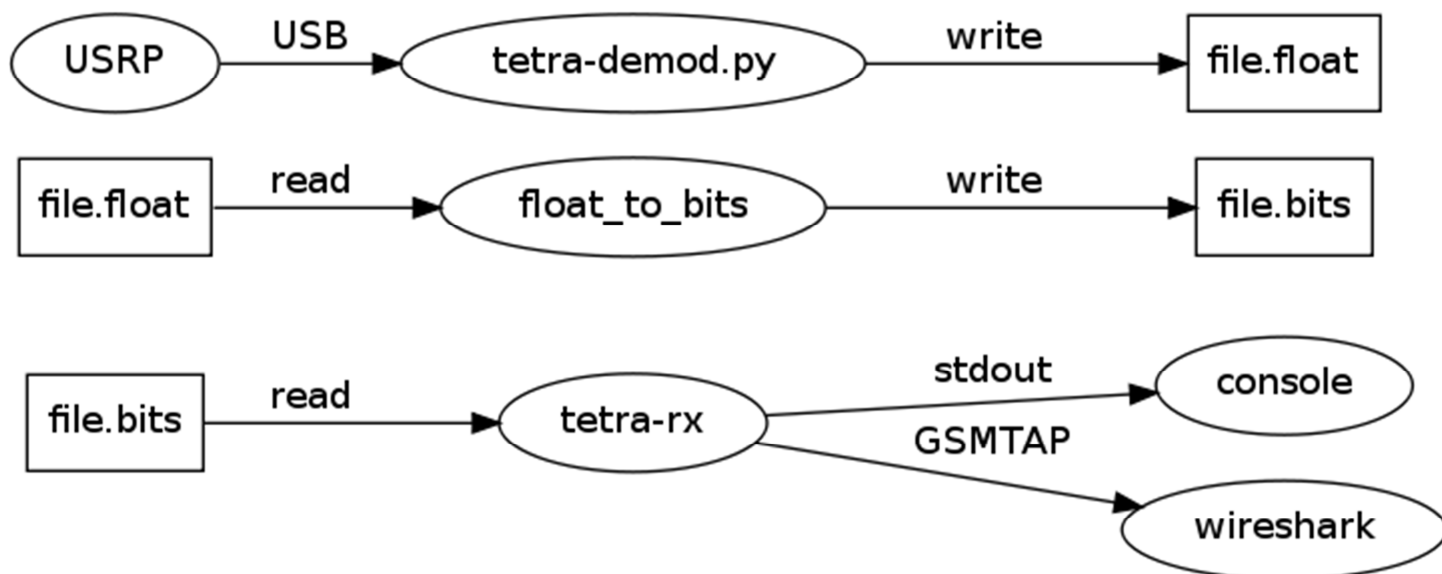 USRP
USB
tetra-demod.py
write
file.float
file.float
read
float_to_bits
write
file.bits
file.bits
read
tetra-rx
stdout
console
GSMTAP
wireshark